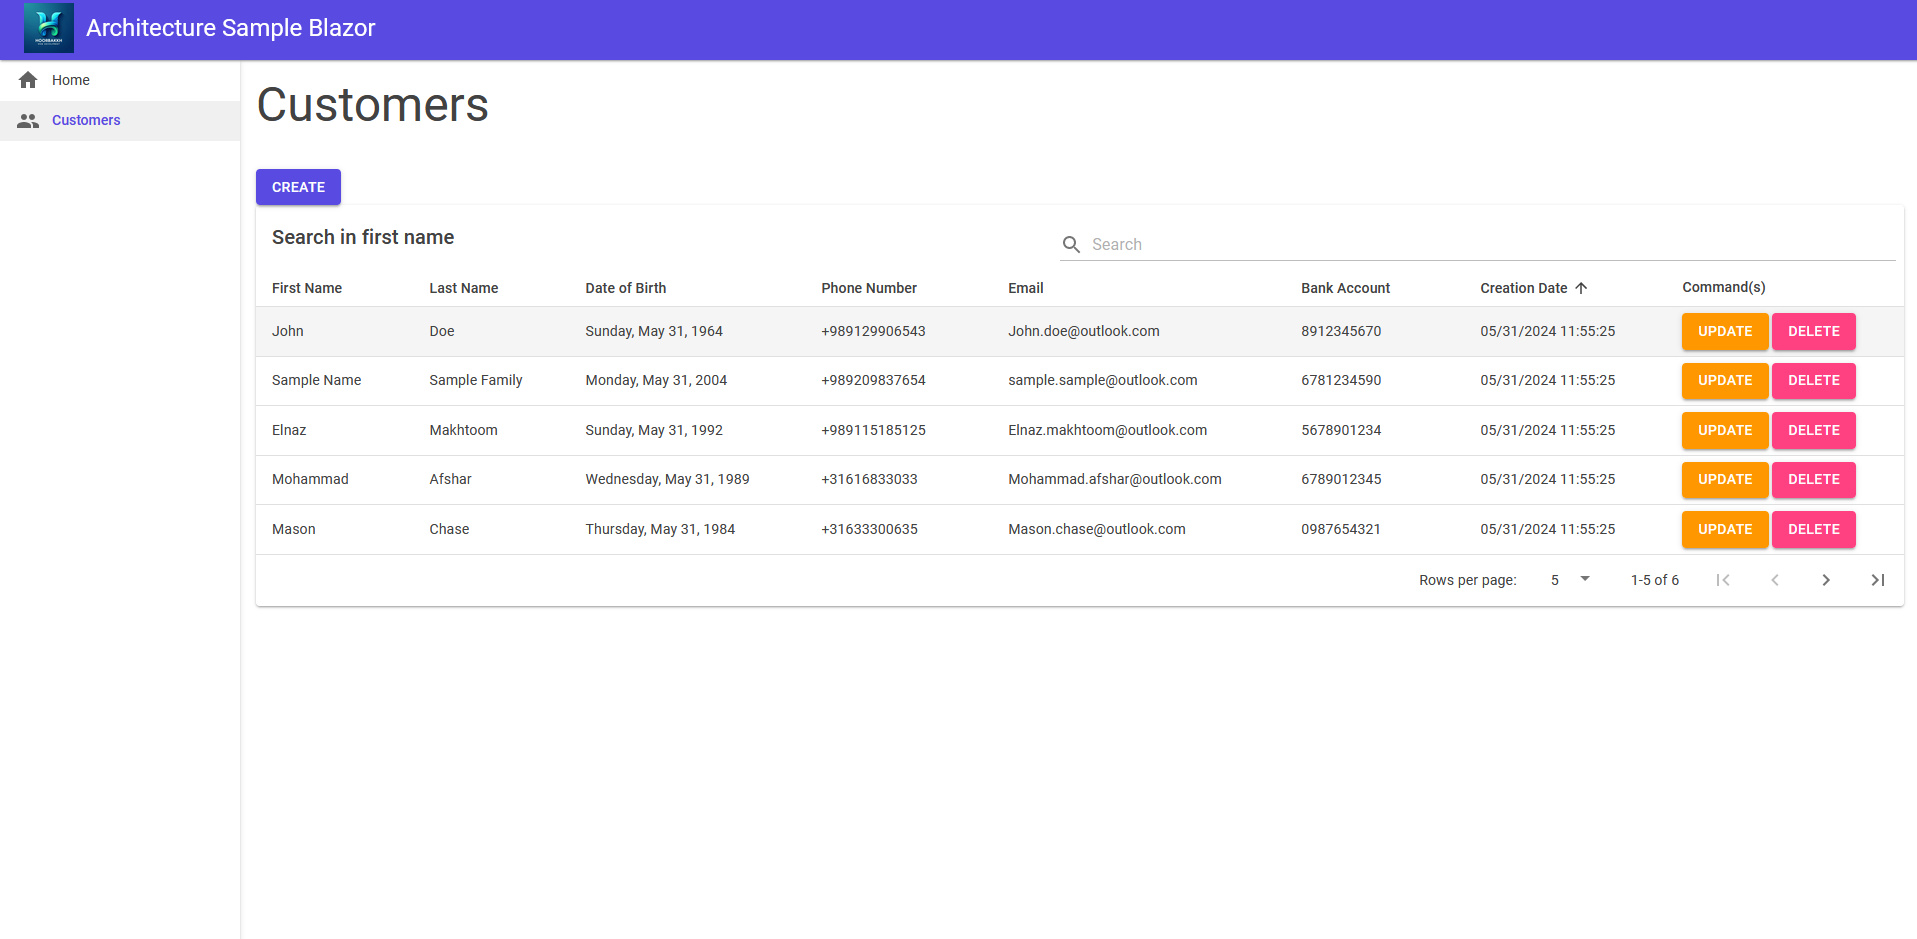 Architecture Sample Blazor
Home
Customers
Customers
CREATE
Search in first name
Search
First Name Last Name Date of Birth Phone Number Email Bank Account Creation Date Command(s)
John Doe Sunday, May 31, 1964 +989129906543 John.doe@outlook.com 8912345670 05/31/2024 11:55:25 UPDATE DELETE
Sample Name Sample Family Monday, May 31, 2004 +989209837654 sample.sample@outlook.com 6781234590 05/31/2024 11:55:25 UPDATE DELETE
Elnaz Makhtoom Sunday, May 31, 1992 +989115185125 Elnaz.makhtoom@outlook.com 5678901234 05/31/2024 11:55:25 UPDATE DELETE
Mohammad Afshar Wednesday, May 31, 1989 +31616833033 Mohammad.afshar@outlook.com 6789012345 05/31/2024 11:55:25 UPDATE DELETE
Mason Chase Thursday, May 31, 1984 +31633300635 Mason.chase@outlook.com 0987654321 05/31/2024 11:55:25 UPDATE DELETE
Rows per page: 5 1-5 of 6